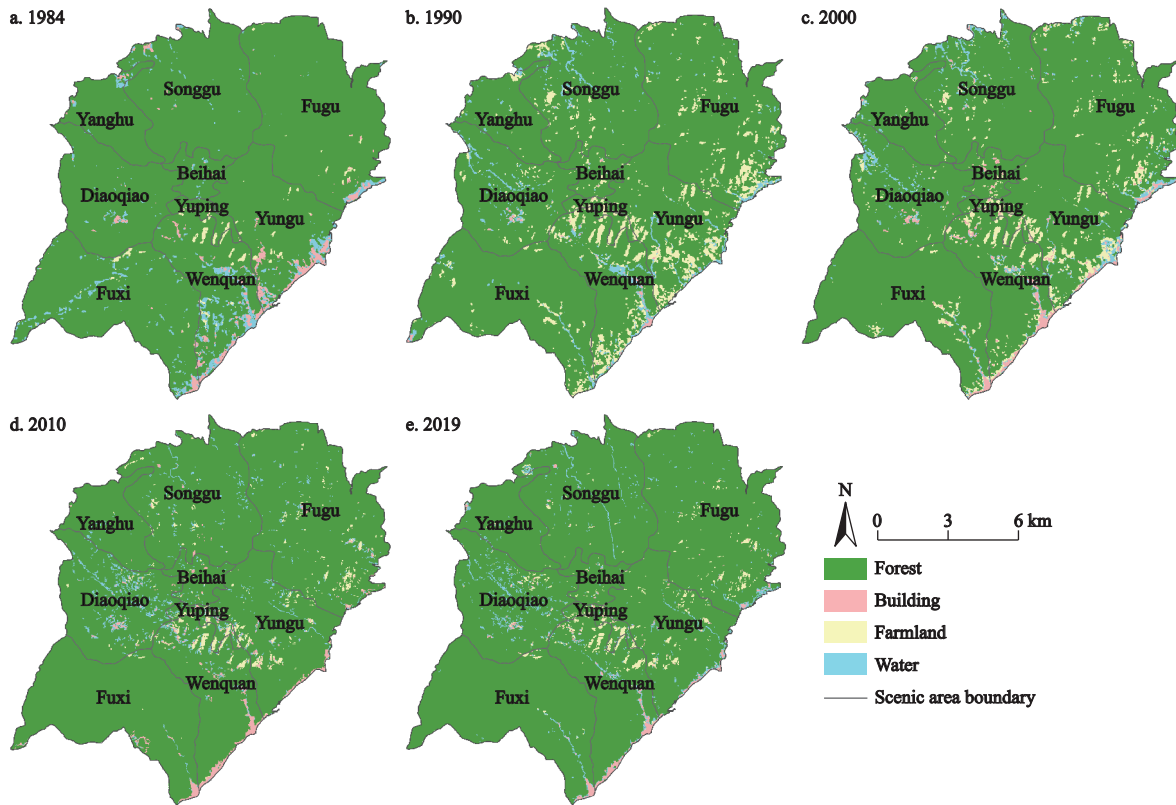 a. 1984
Songgu
Fugu
Yanghu
Beihai
Diaoqiao
Yuping
Yungu
Wenquan
Fuxi
b. 1990
Songgu
Fugu
Yanghu
Beihai
Diaoqiao
Yuping
Yungu
Wenquan
Fuxi
c. 2000
Songgu
Fugu
Yanghu
Beihai
Diaoqiao
Yuping
Yungu
Wenquan
Fuxi
d. 2010
Songgu
Fugu
Yanghu
Beihai
Diaoqiao
Yuping
Yungu
Wenquan
Fuxi
e. 2019
Songgu
Fugu
Yanghu
Beihai
Diaoqiao
Yuping
Yungu
Wenquan
Fuxi
N
0 3 6 km
Forest
Building
Farmland
Water
Scenic area boundary